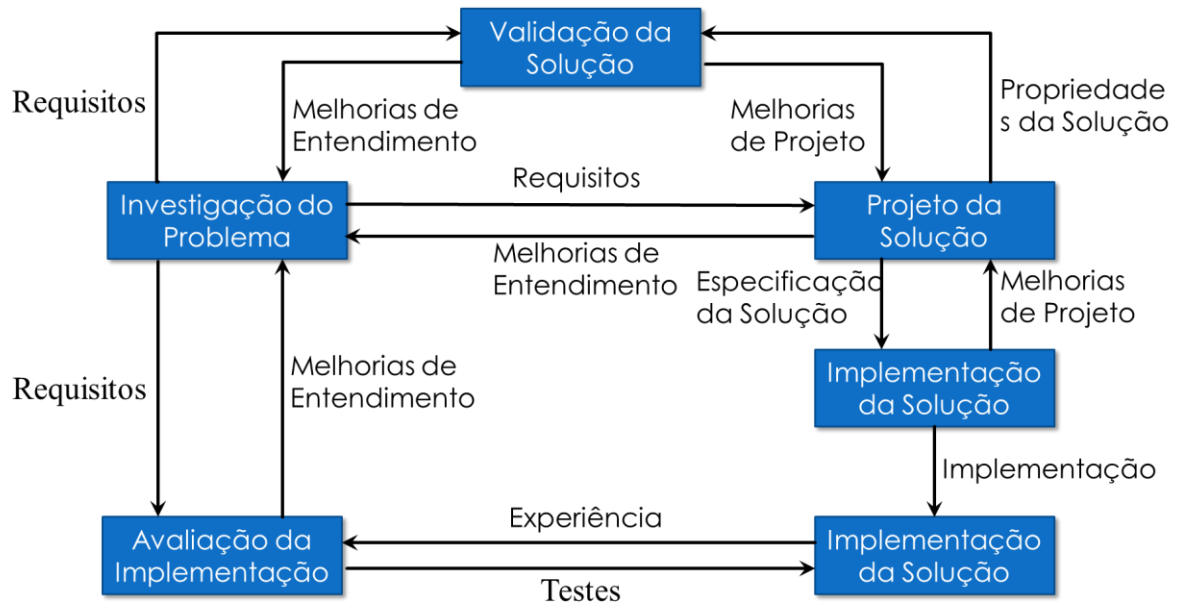 Validação da
Solução
Requisitos
Melhorias de
Entendimento
Melhorias
de Projeto
Propriedade
s da Solução
Investigação do
Problema
Requisitos
Projeto da
Solução
Melhorias de
Entendimento
Especificação
da Solução
Melhorias
de Projeto
Requisitos
Melhorias de
Entendimento
Implementação
da Solução
Implementação
Avaliação da
Implementação
Experiência
Testes
Implementação
da Solução